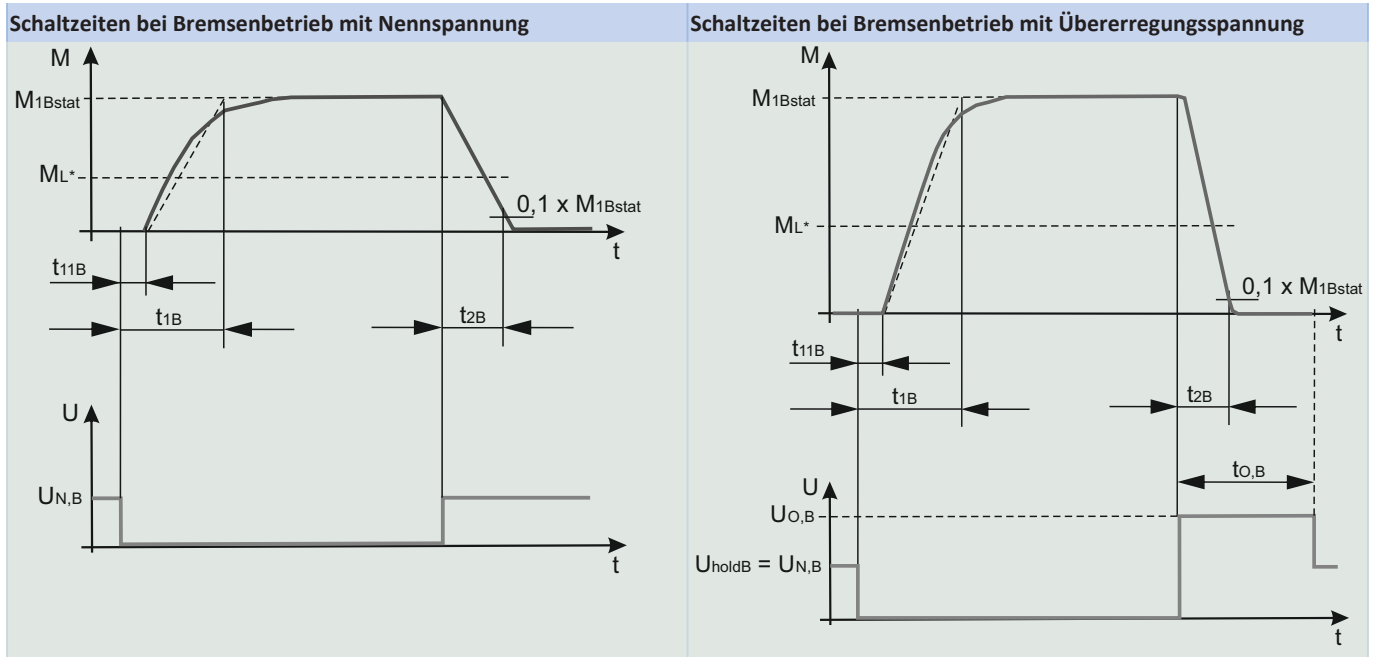 Schaltzeiten bei Bremsenbetrieb mit Nennspannung
M
M1Bstat
ML*
0,1 x M1Bstat
t
t11B
t1B
t2B
U
UN,B
t
Schaltzeiten bei Bremsenbetrieb mit Übererregungsspannung
M
M1Bstat
ML*
0,1 x M1Bstat
t
t11B
t1B
t2B
tO,B
U
UO,B
UholdB = UN,B
t